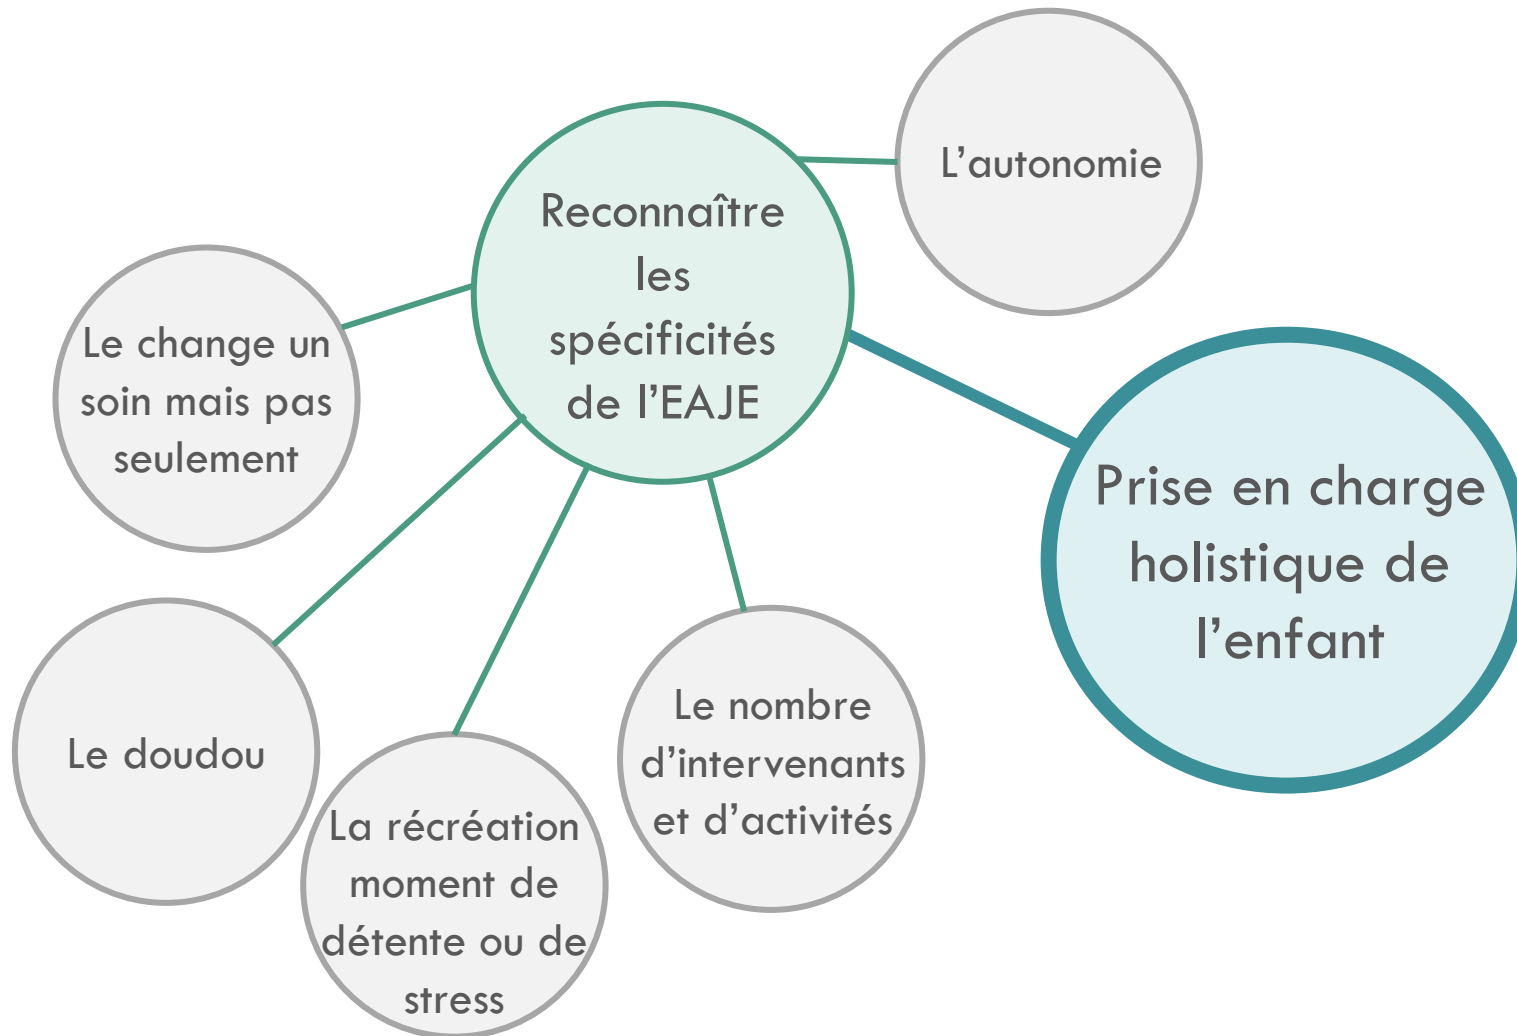 L’autonomie
Reconnaître
les
spécificités
de l’EAJE
Le change un
soin mais pas
seulement
Prise en charge
holistique de
l’enfant
Le doudou
Le nombre
d’intervenants
et d’activités
La récréation
moment de
détente ou de
stress